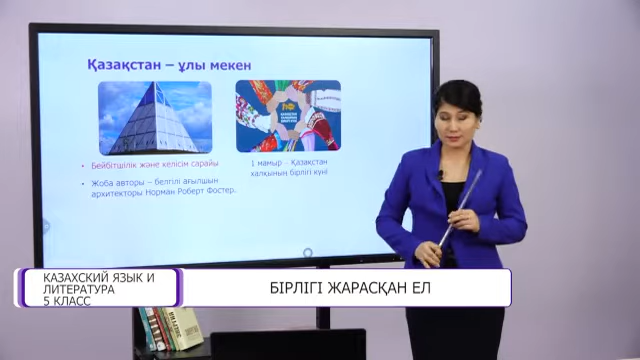 Қазақстан – ұлы мекен
• Бейбітшілік және келісім сарайы
• Жоба авторы – белгілі ағылшын
архитекторы Норман Роберт Фостер.
1 мамыр – Қазақстан
халқының бірлігі күні
КАЗАХСКИЙ ЯЗЫК И
ЛИТЕРАТУРА
5 КЛАСС
БІРЛІГІ ЖАРАСҚАН ЕЛ